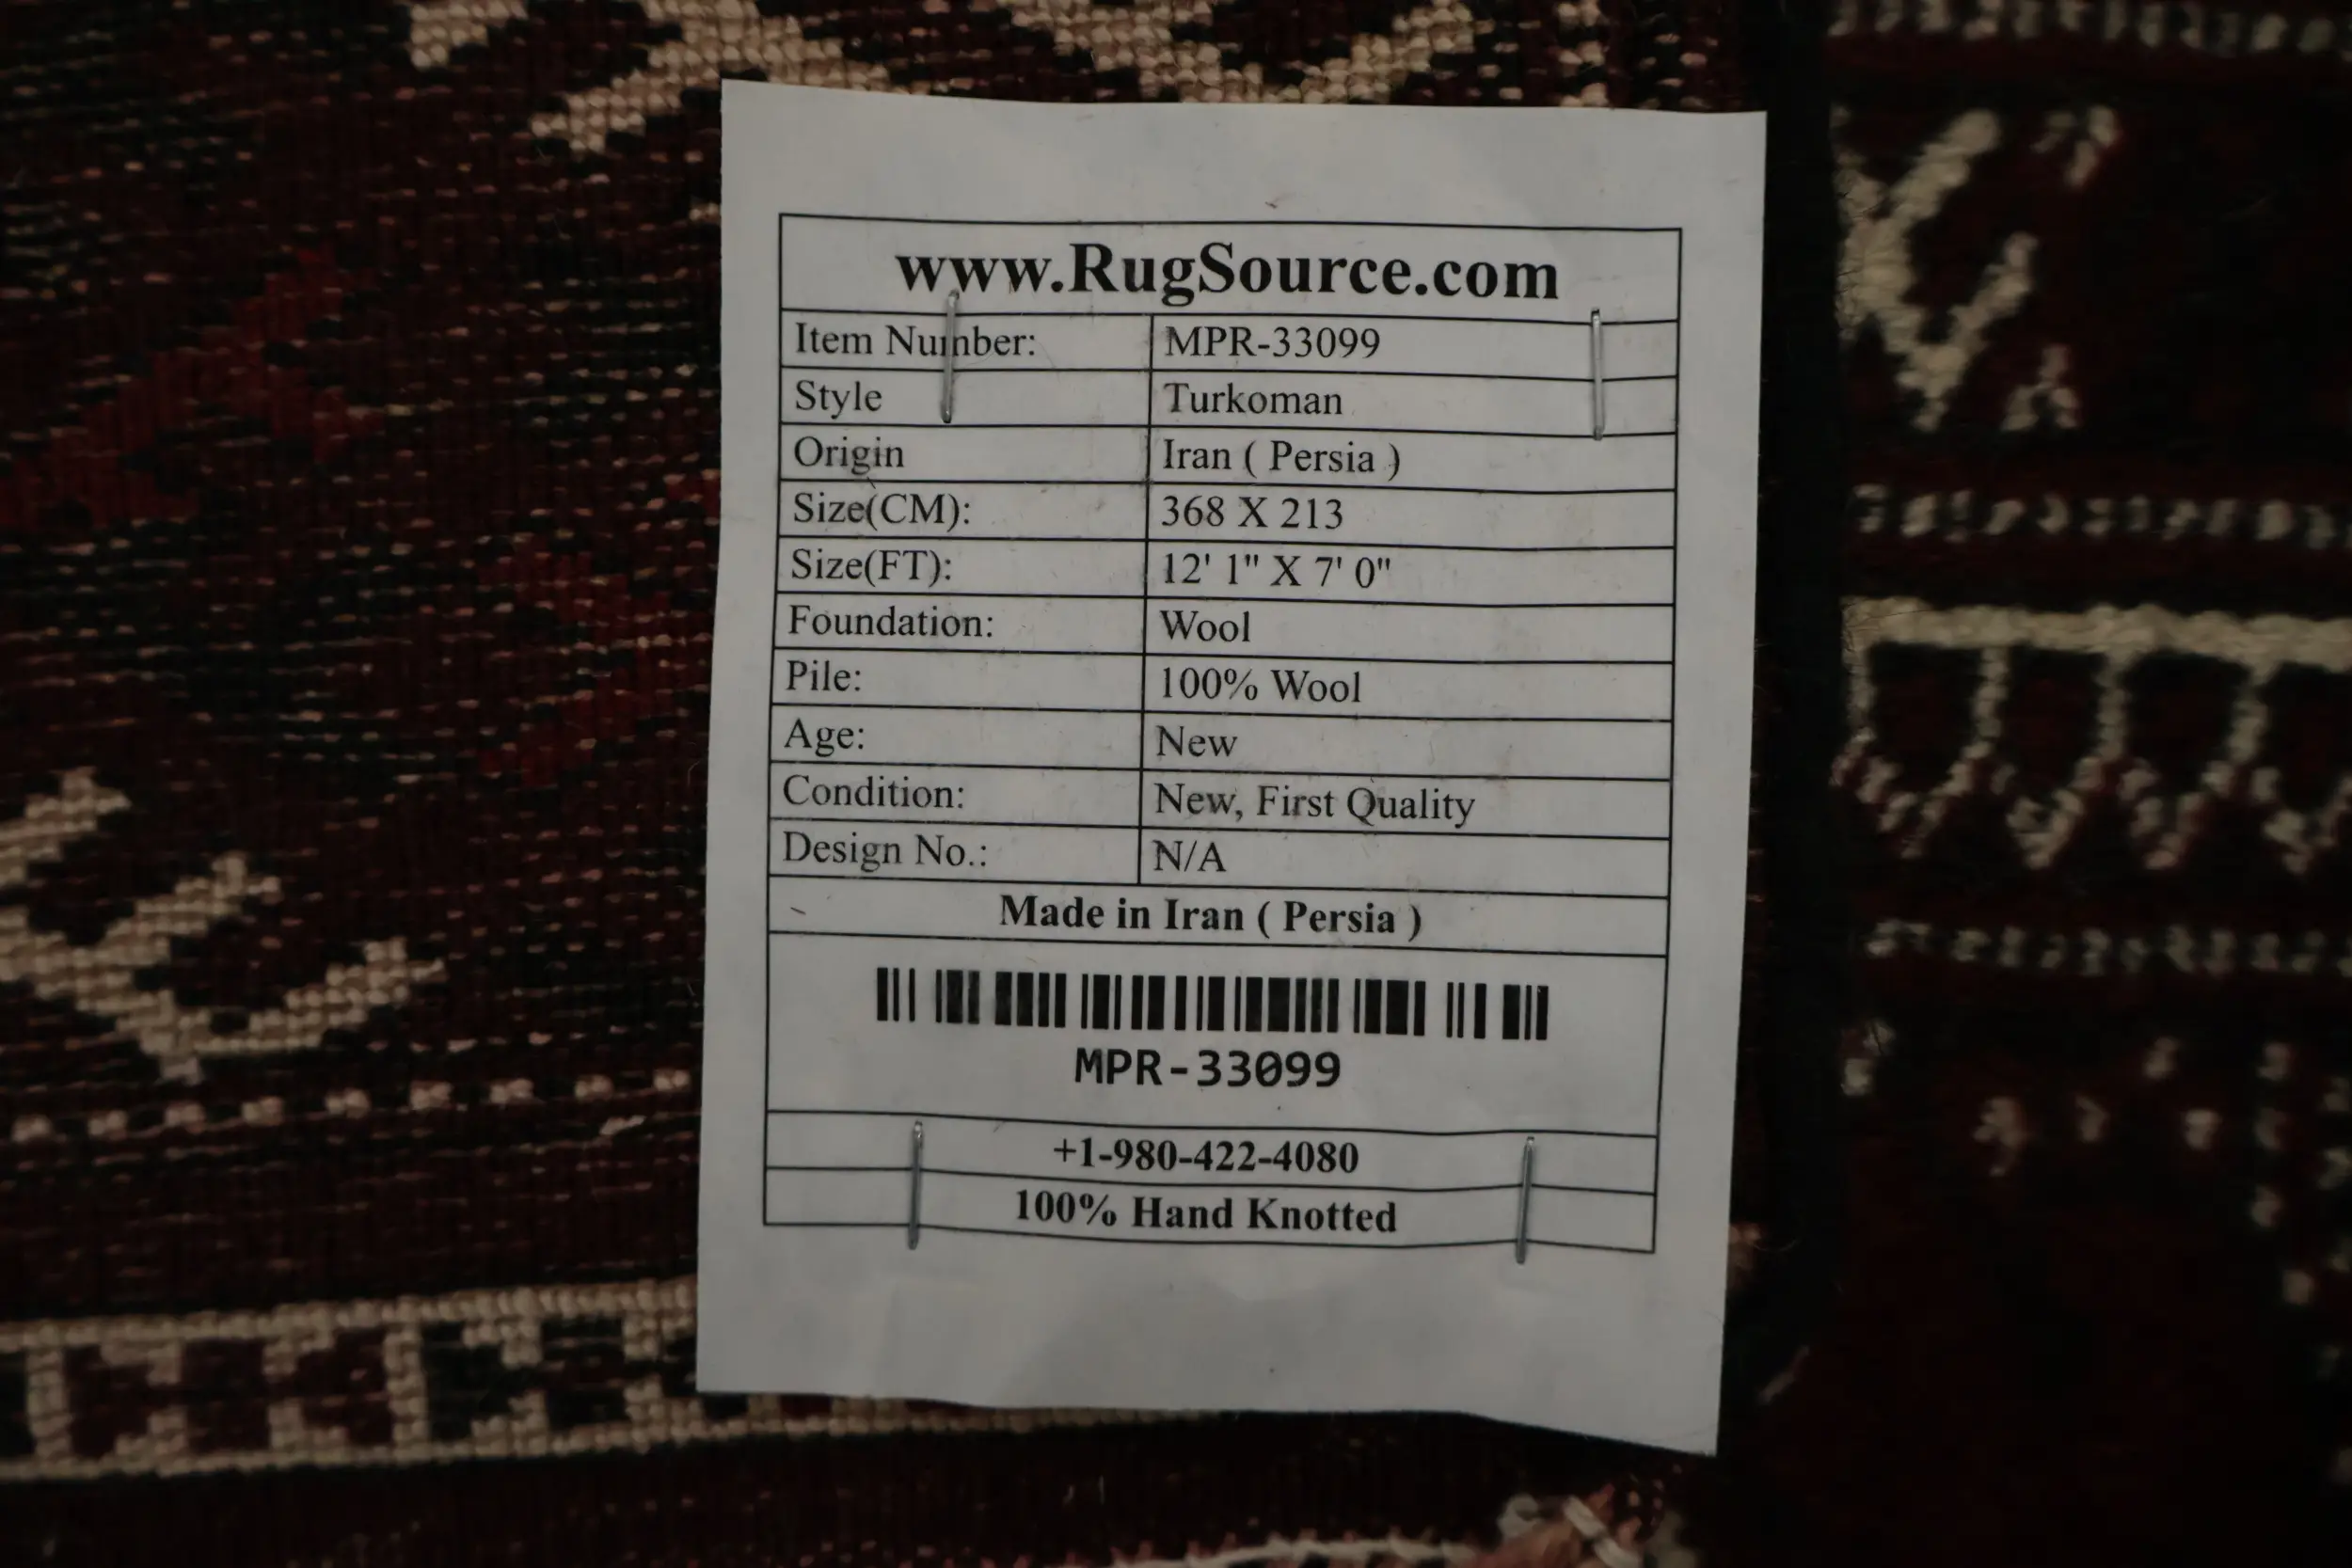 www.RugSource.com
Item Number: MPR-33099
Style Turkoman
Origin Iran ( Persia )
Size(CM): 368 X 213
Size(FT): 12' 1" X 7' 0"
Foundation: Wool
Pile: 100% Wool
Age: New
Condition: New, First Quality
Design No.: N/A
Made in Iran ( Persia )
MPR-33099
+1-980-422-4080
100% Hand Knotted